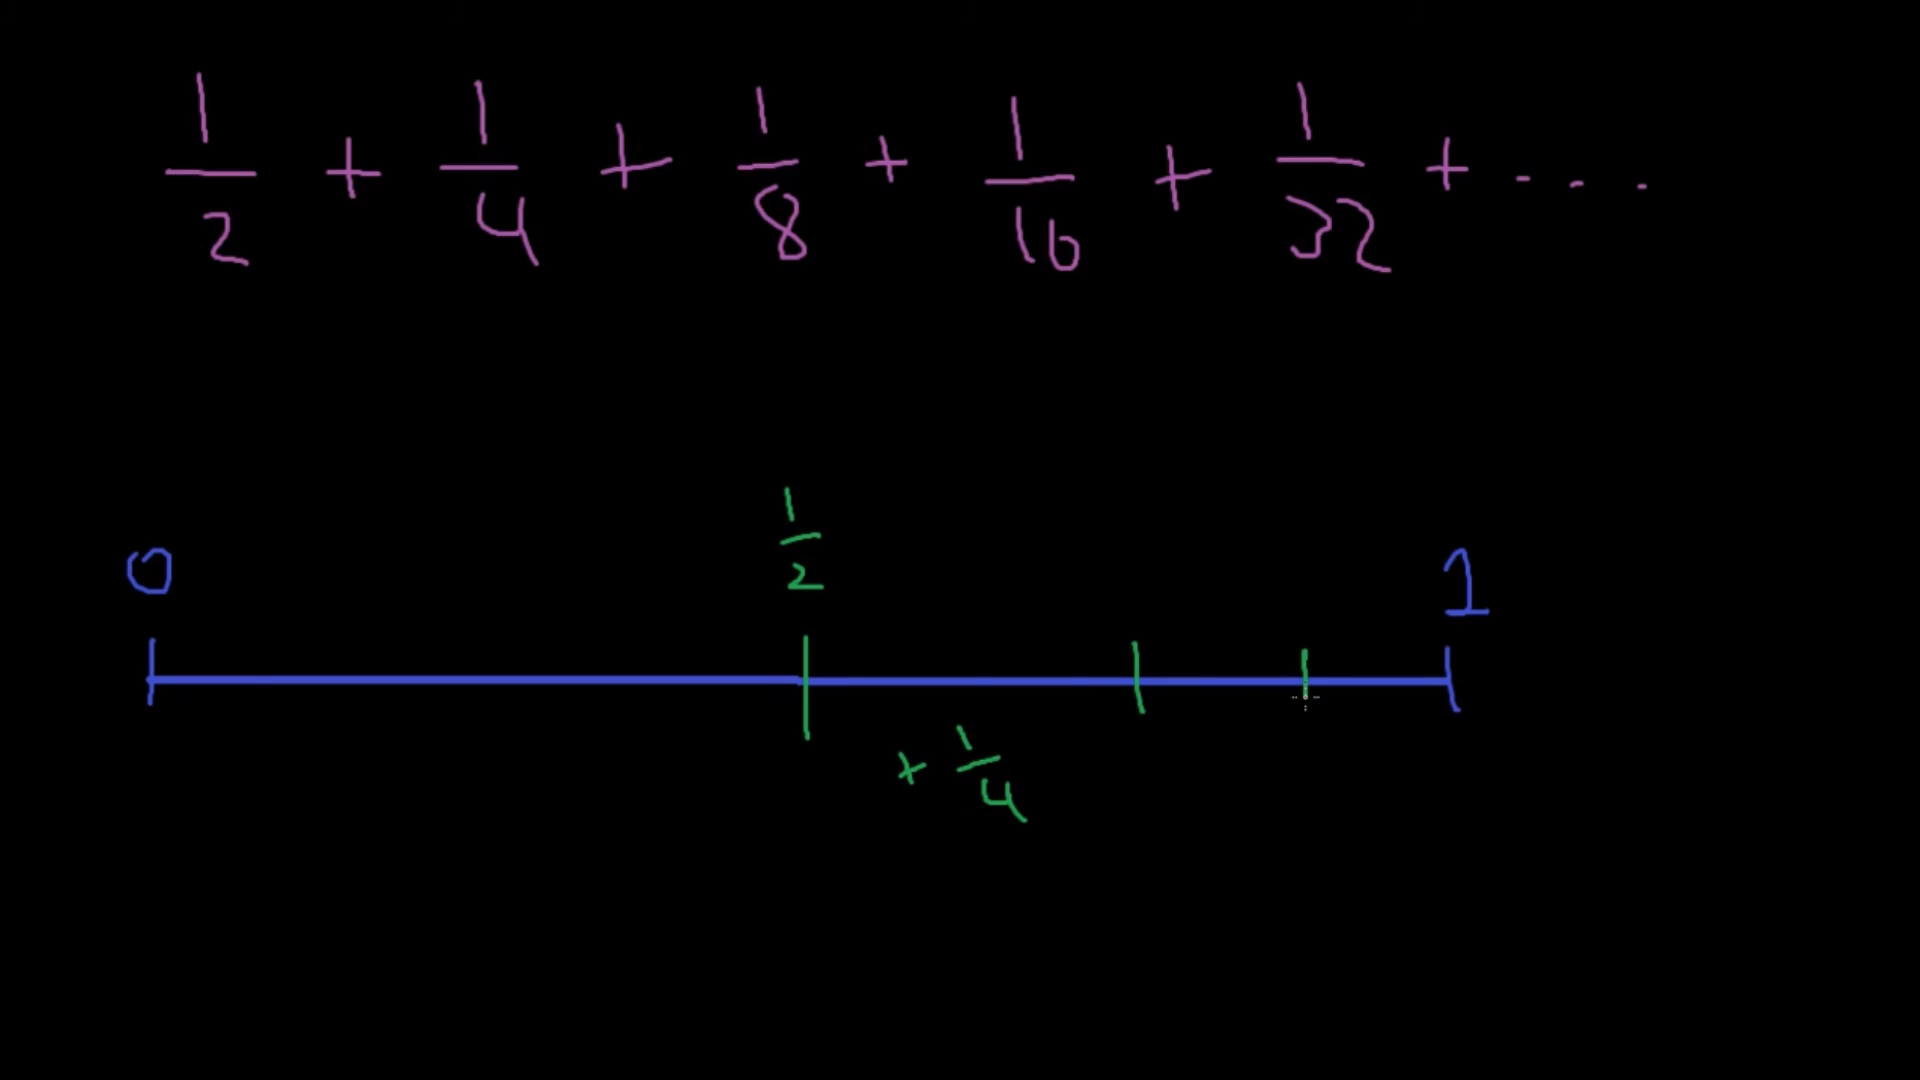 1/2 + 1/4 + 1/8 + 1/16 + 1/32 + ...
1/2
0 1
+ 1/4